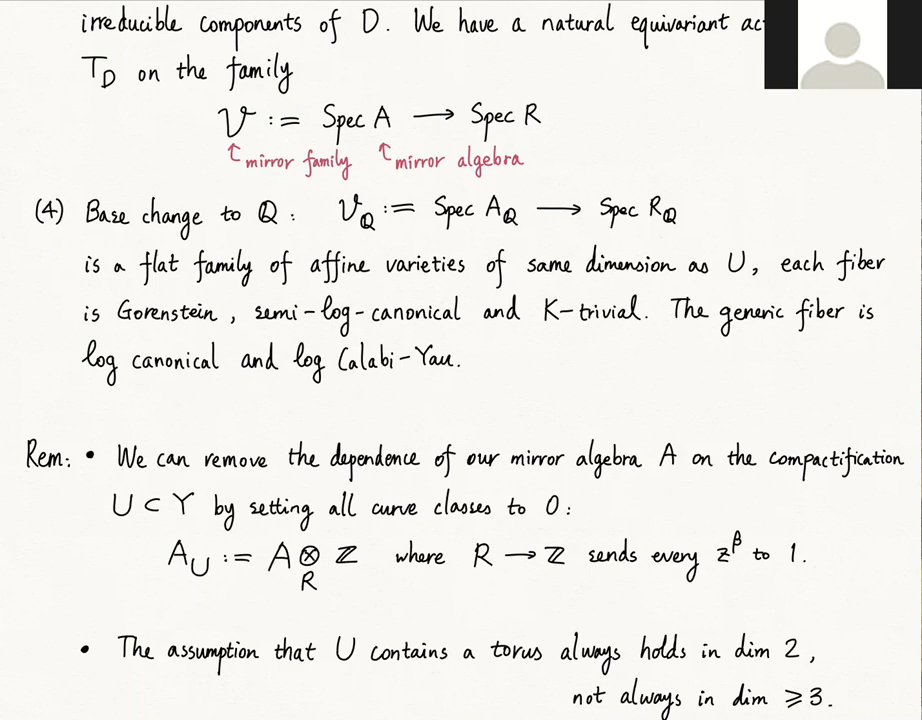 irreducible components of D. We have a natural equivariant
T_D on the family
𝒱 := Spec A ⟶ Spec R
↑ mirror family ↑ mirror algebra
(4) Base change to ℚ : 𝒱_ℚ := Spec A_ℚ ⟶ Spec R_ℚ
is a flat family of affine varieties of same dimension as U, each fiber
is Gorenstein, semi-log-canonical and K-trivial. The generic fiber is
log canonical and log Calabi-Yau.
Rem: • We can remove the dependence of our mirror algebra A on the compactification
U ⊂ Y by setting all curve classes to 0:
A_U := A ⊗_R ℤ where R ⟶ ℤ sends every z^β to 1.
• The assumption that U contains a torus always holds in dim 2,
not always in dim ⩾3.